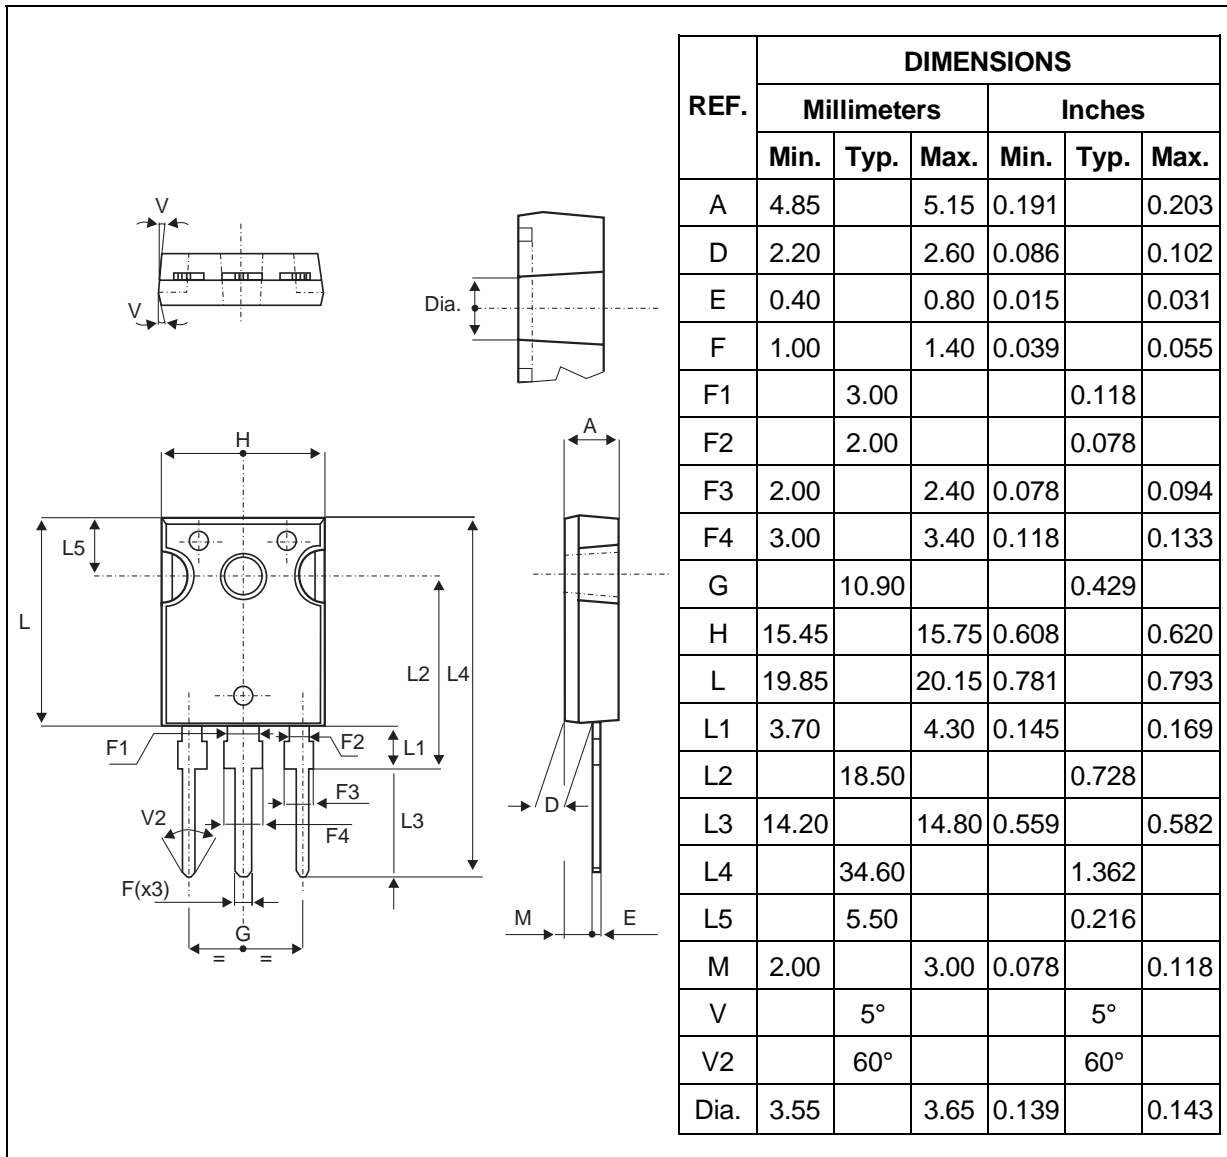 V
V
Dia.
A
H
L5
L
L2 L4
F1 F2 L1
F3
V2 F4 L3
D
F(x3)
M E
G
= =
REF. DIMENSIONS
Millimeters Inches
Min. Typ. Max. Min. Typ. Max.
A 4.85 5.15 0.191 0.203
D 2.20 2.60 0.086 0.102
E 0.40 0.80 0.015 0.031
F 1.00 1.40 0.039 0.055
F1 3.00 0.118
F2 2.00 0.078
F3 2.00 2.40 0.078 0.094
F4 3.00 3.40 0.118 0.133
G 10.90 0.429
H 15.45 15.75 0.608 0.620
L 19.85 20.15 0.781 0.793
L1 3.70 4.30 0.145 0.169
L2 18.50 0.728
L3 14.20 14.80 0.559 0.582
L4 34.60 1.362
L5 5.50 0.216
M 2.00 3.00 0.078 0.118
V 5° 5°
V2 60° 60°
Dia. 3.55 3.65 0.139 0.143